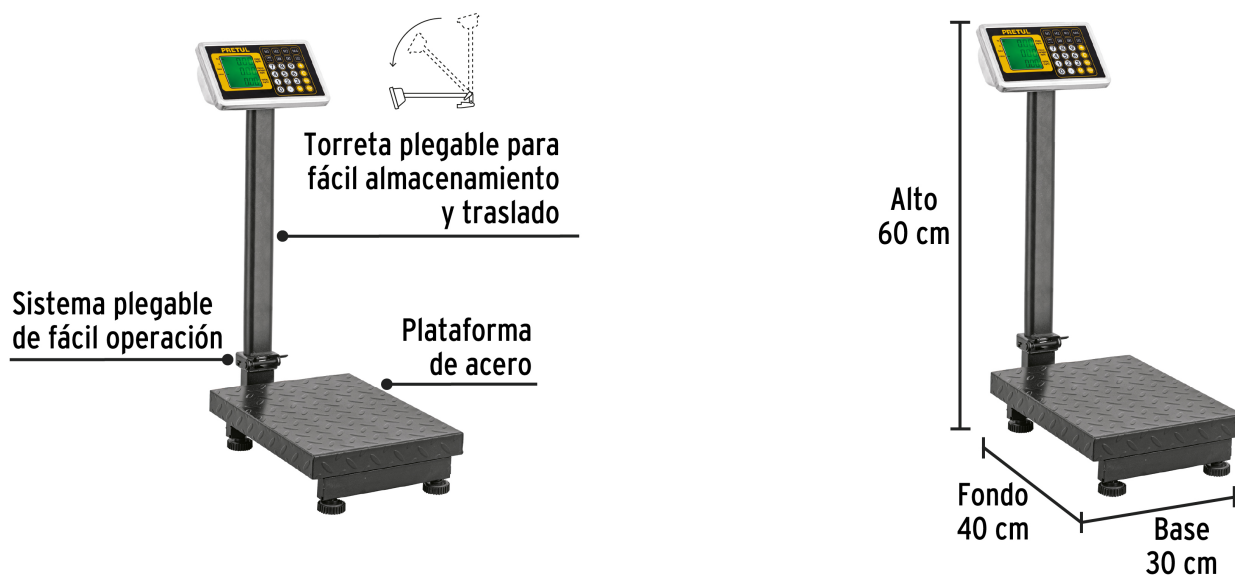 PRETUL
Torreta plegable para
fácil almacenamiento
y traslado
Sistema plegable
de fácil operación
Plataforma
de acero
PRETUL
Alto
60 cm
Fondo
40 cm
Base
30 cm